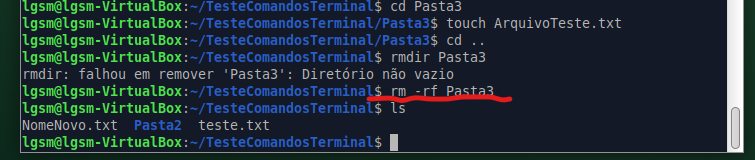 lgsm@lgsm-VirtualBox:~/TesteComandosTerminal$ cd Pasta3
lgsm@lgsm-VirtualBox:~/TesteComandosTerminal/Pasta3$ touch ArquivoTeste.txt
lgsm@lgsm-VirtualBox:~/TesteComandosTerminal/Pasta3$ cd ..
lgsm@lgsm-VirtualBox:~/TesteComandosTerminal$ rmdir Pasta3
rmdir: falhou em remover 'Pasta3': Diretório não vazio
lgsm@lgsm-VirtualBox:~/TesteComandosTerminal$ rm -rf Pasta3
lgsm@lgsm-VirtualBox:~/TesteComandosTerminal$ ls
NomeNovo.txt  Pasta2  teste.txt
lgsm@lgsm-VirtualBox:~/TesteComandosTerminal$